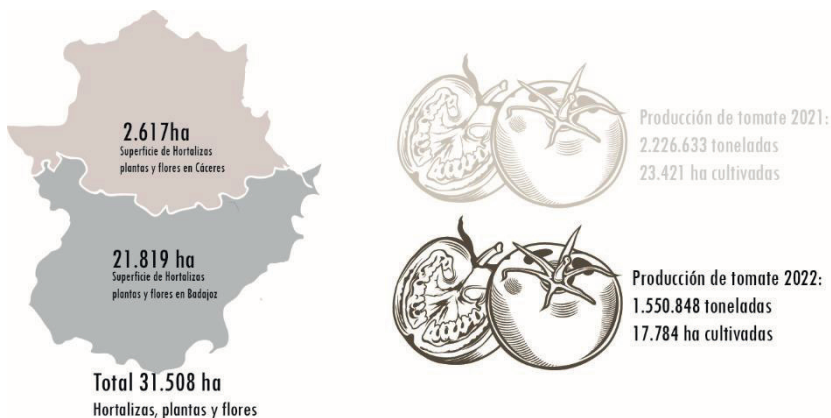 2.617ha
Superficie de Hortalizas
plantas y flores en Cáceres
21.819 ha
Superficie de Hortalizas
plantas y flores en Badajoz
Total 31.508 ha
Hortalizas, plantas y flores
Producción de tomate 2021:
2.226.633 toneladas
23.421 ha cultivadas
Producción de tomate 2022:
1.550.848 toneladas
17.784 ha cultivadas